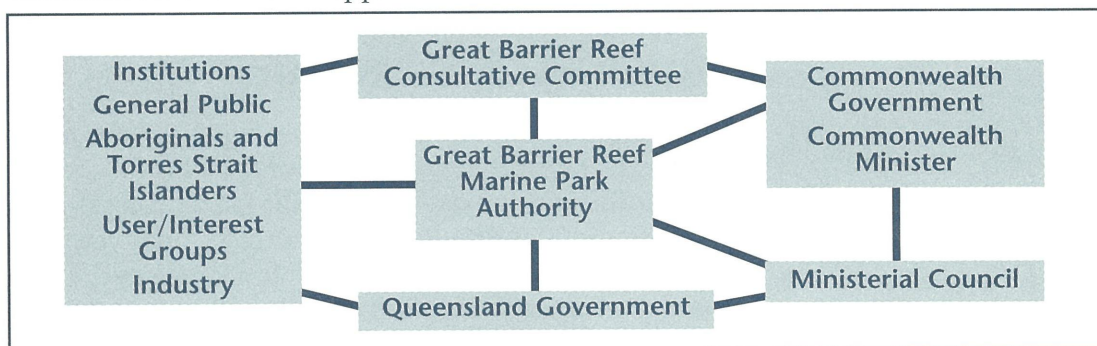 Institutions
General Public
Aboriginals and
Torres Strait
Islanders
User/Interest
Groups
Industry
Great Barrier Reef
Consultative Committee
Great Barrier Reef
Marine Park
Authority
Queensland Government
Commonwealth
Government
Commonwealth
Minister
Ministerial Council